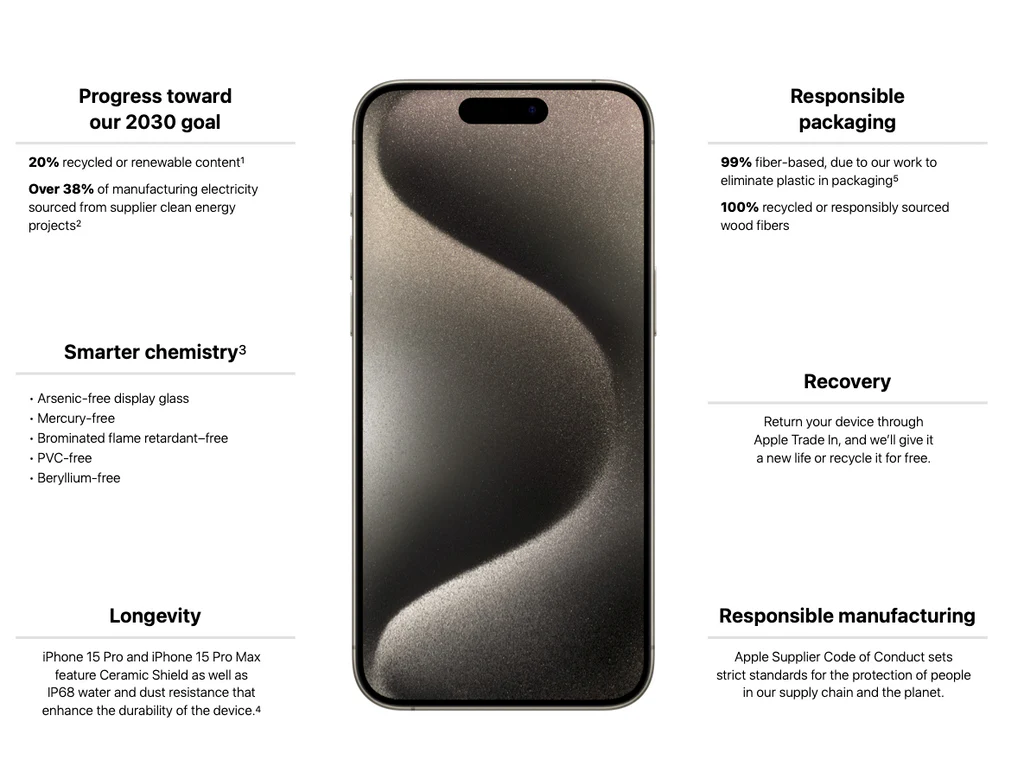 Progress toward
our 2030 goal
20% recycled or renewable content¹
Over 38% of manufacturing electricity
sourced from supplier clean energy
projects²
Smarter chemistry³
• Arsenic-free display glass
• Mercury-free
• Brominated flame retardant–free
• PVC-free
• Beryllium-free
Longevity
iPhone 15 Pro and iPhone 15 Pro Max
feature Ceramic Shield as well as
IP68 water and dust resistance that
enhance the durability of the device.⁴
Responsible
packaging
99% fiber-based, due to our work to
eliminate plastic in packaging⁵
100% recycled or responsibly sourced
wood fibers
Recovery
Return your device through
Apple Trade In, and we’ll give it
a new life or recycle it for free.
Responsible manufacturing
Apple Supplier Code of Conduct sets
strict standards for the protection of people
in our supply chain and the planet.